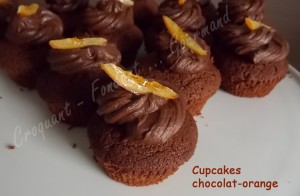 Croquant - Fondant - Gourmand
Cupcakes
chocolat-orange